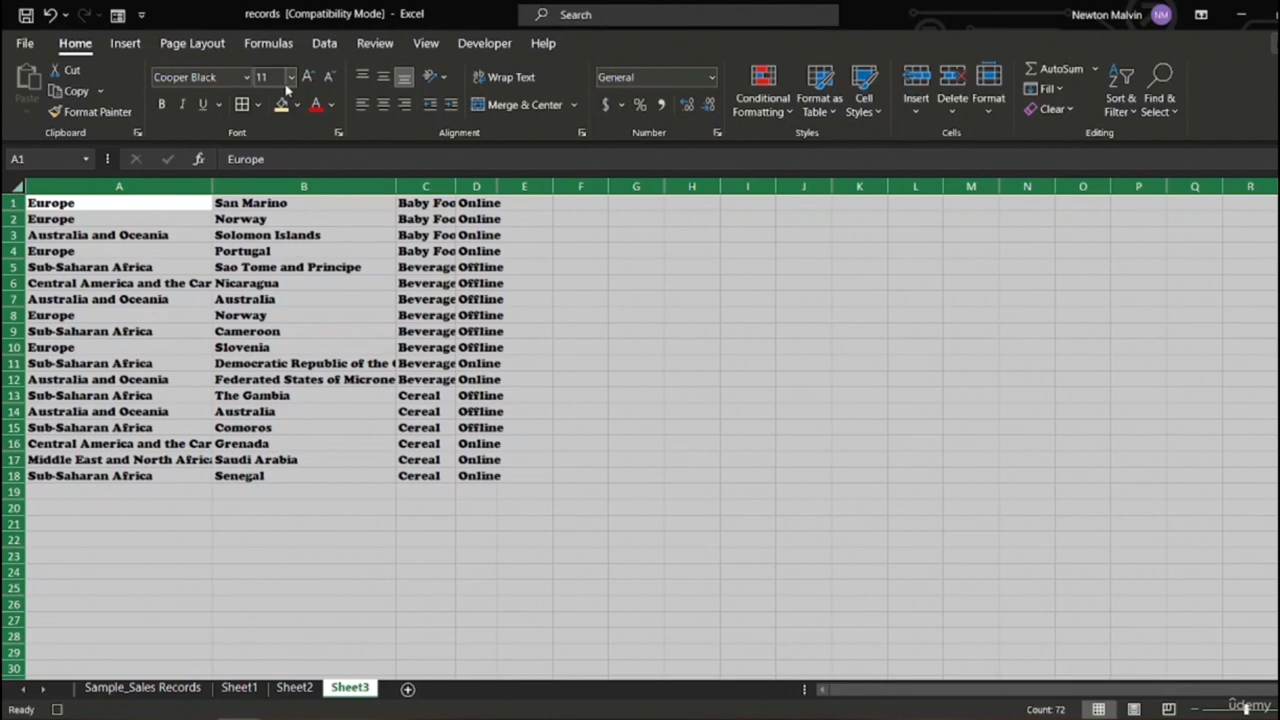 records [Compatibility Mode] - Excel
Search
Newton Malvin NM
File Home Insert Page Layout Formulas Data Review View Developer Help
Paste
Cut
Copy
Format Painter
Clipboard
Cooper Black 11
B I U
Font
Wrap Text
Merge & Center
Alignment
General
$ % ,
Number
Conditional Formatting
Format as Table
Cell Styles
Styles
Insert
Delete
Format
Cells
AutoSum
Fill
Clear
Sort & Filter
Find & Select
Editing
A1 fx Europe
A B C D E F G H I J K L M N O P Q R
1 Europe San Marino Baby Foo Online
2 Europe Norway Baby Foo Online
3 Australia and Oceania Solomon Islands Baby Foo Online
4 Europe Portugal Baby Foo Online
5 Sub-Saharan Africa Sao Tome and Principe Beverage Offline
6 Central America and the Car Nicaragua Beverage Offline
7 Australia and Oceania Australia Beverage Offline
8 Europe Norway Beverage Offline
9 Sub-Saharan Africa Cameroon Beverage Offline
10 Europe Slovenia Beverage Offline
11 Sub-Saharan Africa Democratic Republic of the Beverage Online
12 Australia and Oceania Federated States of Microne Beverage Online
13 Sub-Saharan Africa The Gambia Cereal Offline
14 Australia and Oceania Australia Cereal Offline
15 Sub-Saharan Africa Comoros Cereal Offline
16 Central America and the Car Grenada Cereal Online
17 Middle East and North Africa Saudi Arabia Cereal Online
18 Sub-Saharan Africa Senegal Cereal Online
19
20
21
22
23
24
25
26
27
28
29
30
Sample_Sales Records Sheet1 Sheet2 Sheet3
Ready Count: 72
ûdemy